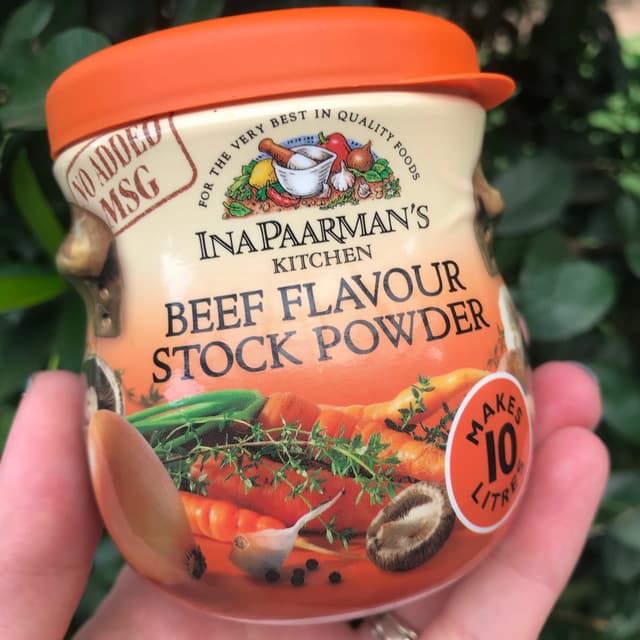 NO ADDED
MSG
FOR THE VERY BEST IN QUALITY FOODS
INA PAARMAN'S
KITCHEN
BEEF FLAVOUR
STOCK POWDER
MAKES
10
LITRES